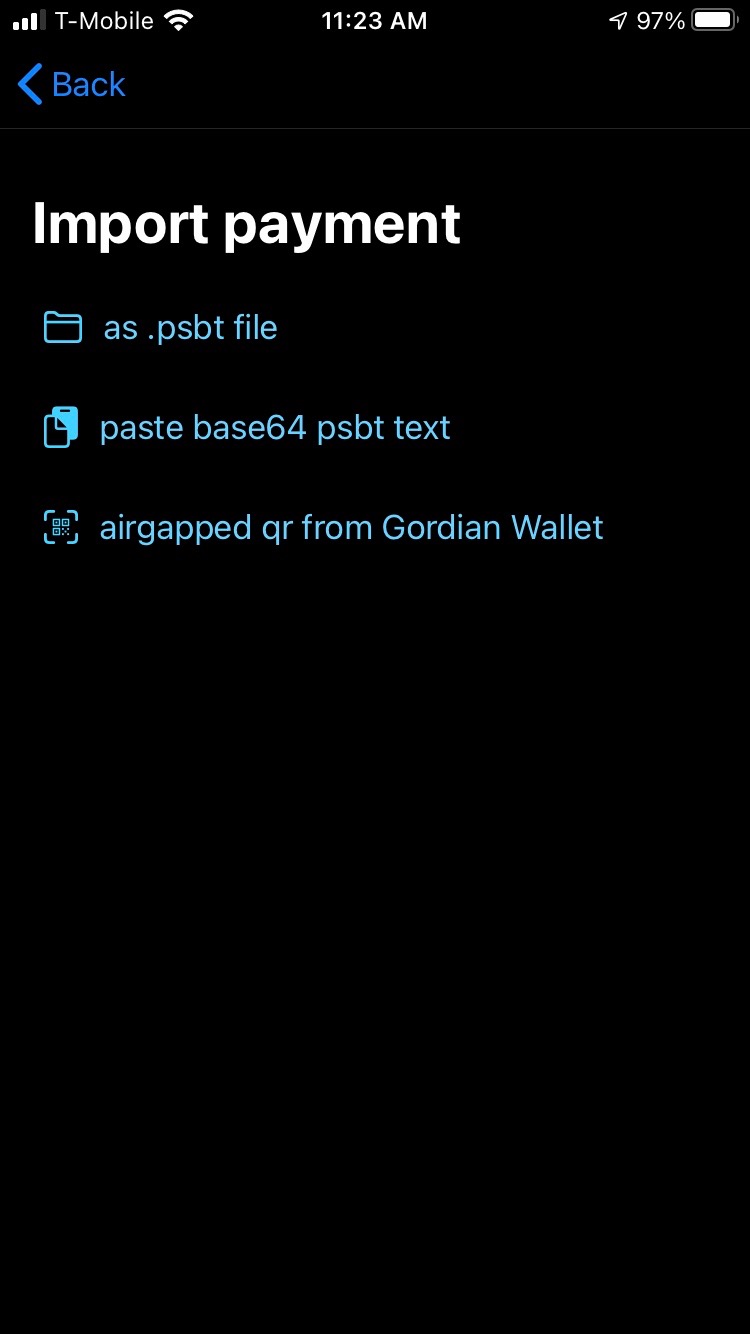 T-Mobile 11:23 AM 97%
Back
Import payment
as .psbt file
paste base64 psbt text
airgapped qr from Gordian Wallet